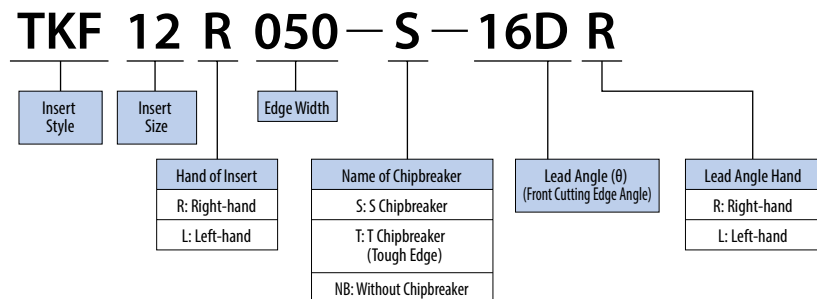 TKF 12 R 050 — S — 16D R
Insert
Style
Insert
Size
Edge Width
Hand of Insert
R: Right-hand
L: Left-hand
Name of Chipbreaker
S: S Chipbreaker
T: T Chipbreaker
(Tough Edge)
NB: Without Chipbreaker
Lead Angle (θ)
(Front Cutting Edge Angle)
Lead Angle Hand
R: Right-hand
L: Left-hand